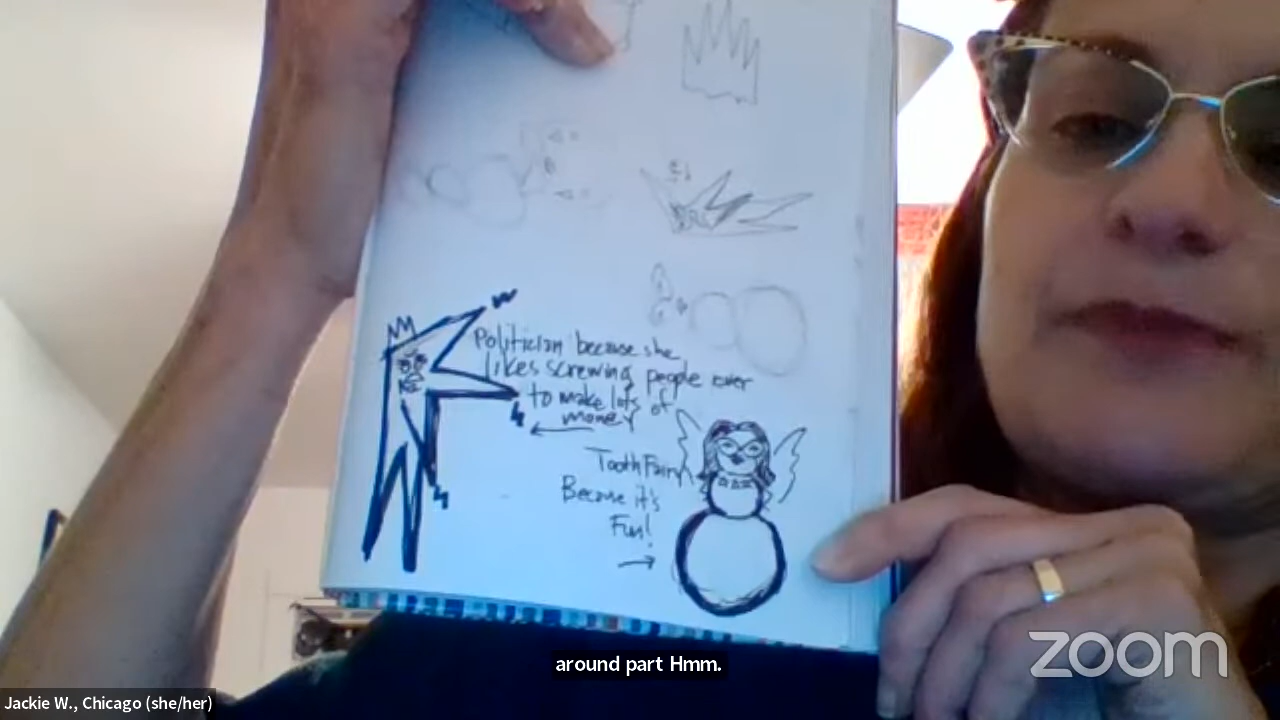 Politician because she
likes screwing people over
to make lots of
money
Tooth Fairy
Because it's
Fun!
around part Hmm.
zoom
Jackie W., Chicago (she/her)